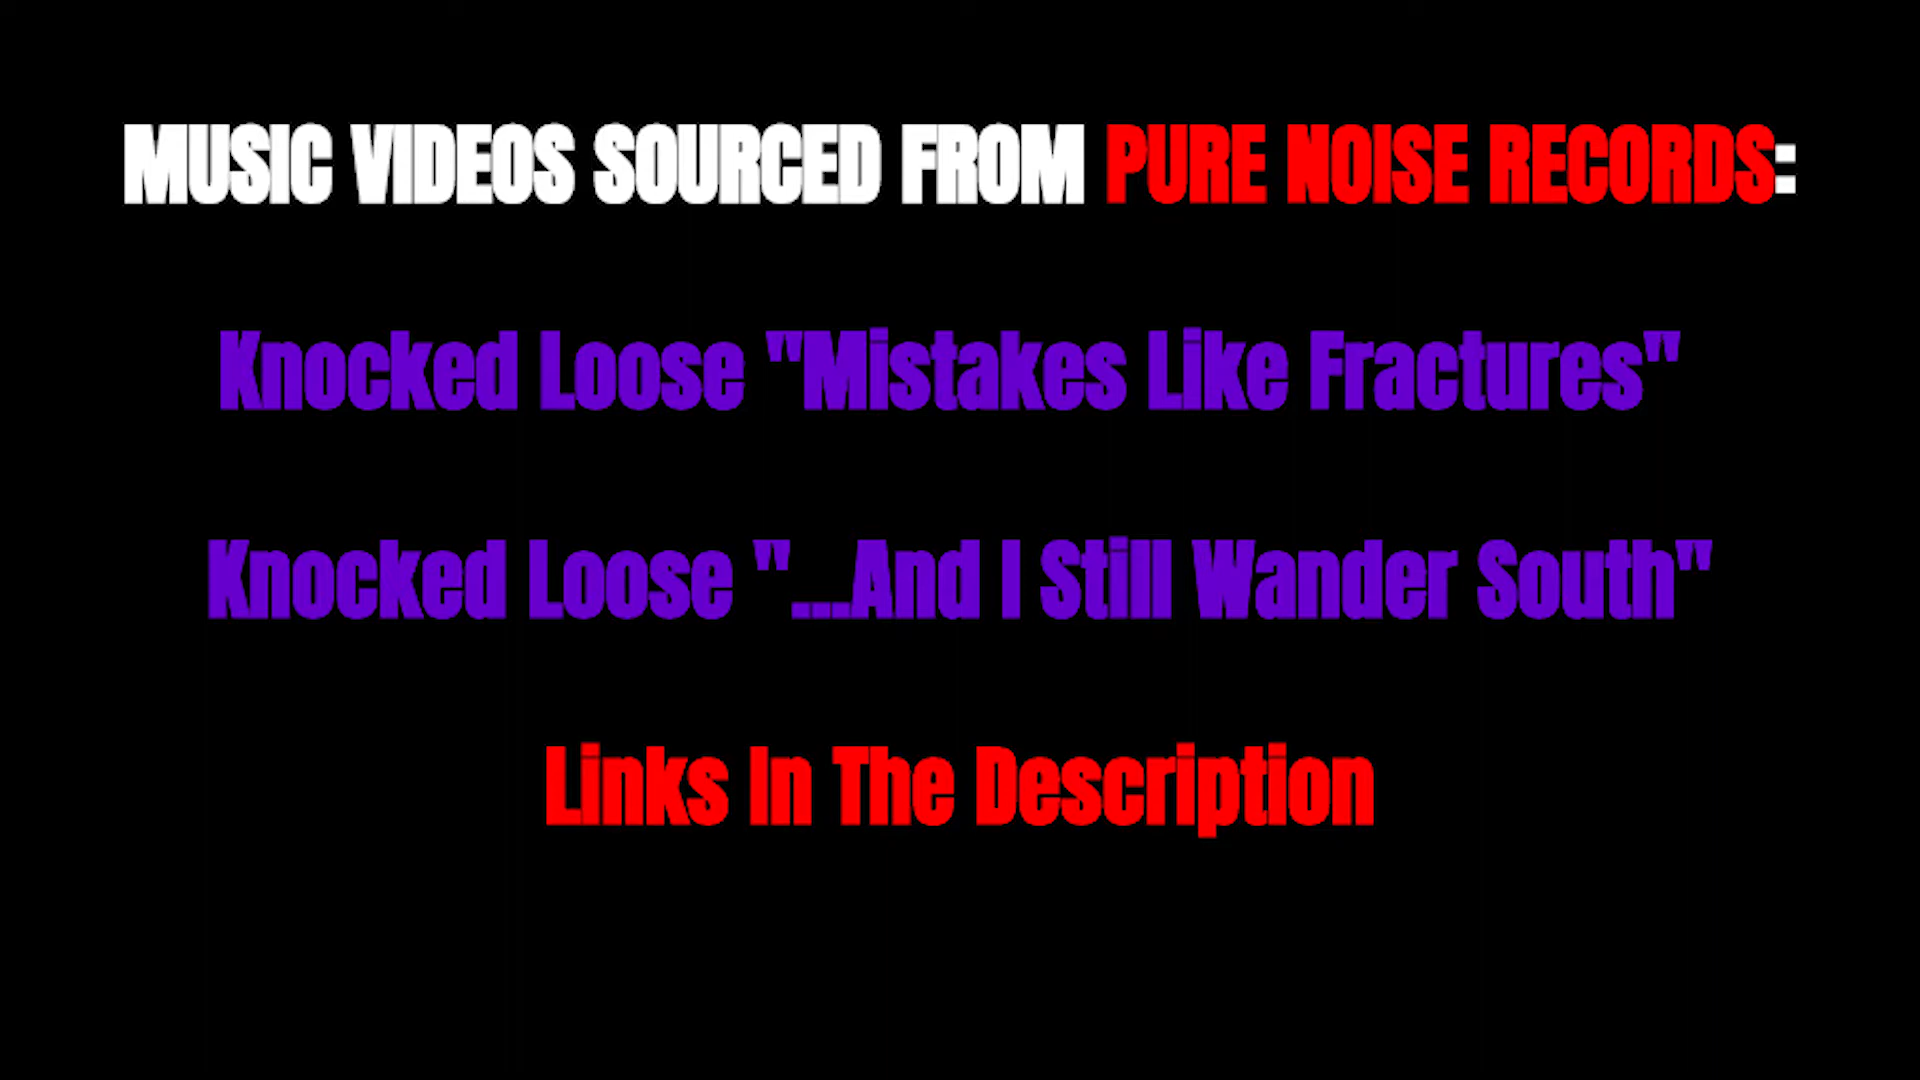 MUSIC VIDEOS SOURCED FROM PURE NOISE RECORDS:
Knocked Loose "Mistakes Like Fractures"
Knocked Loose "...And I Still Wander South"
Links In The Description